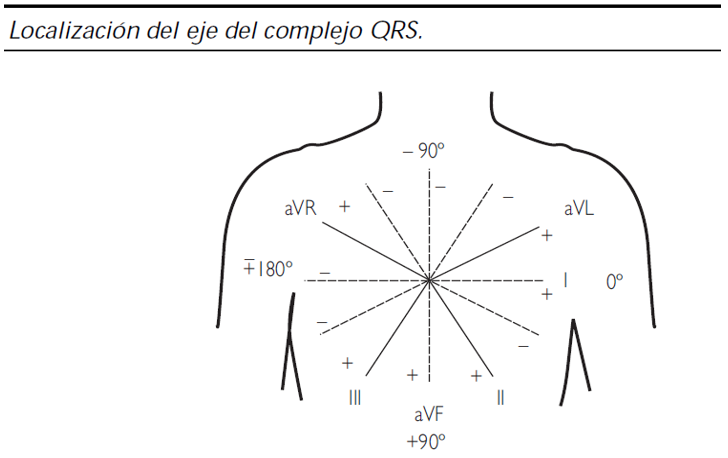 Localización del eje del complejo QRS.
– 90º
– –
aVR + – aVL
+
∓180º – I 0º
+
– –
+ + +
III II
aVF
+90º